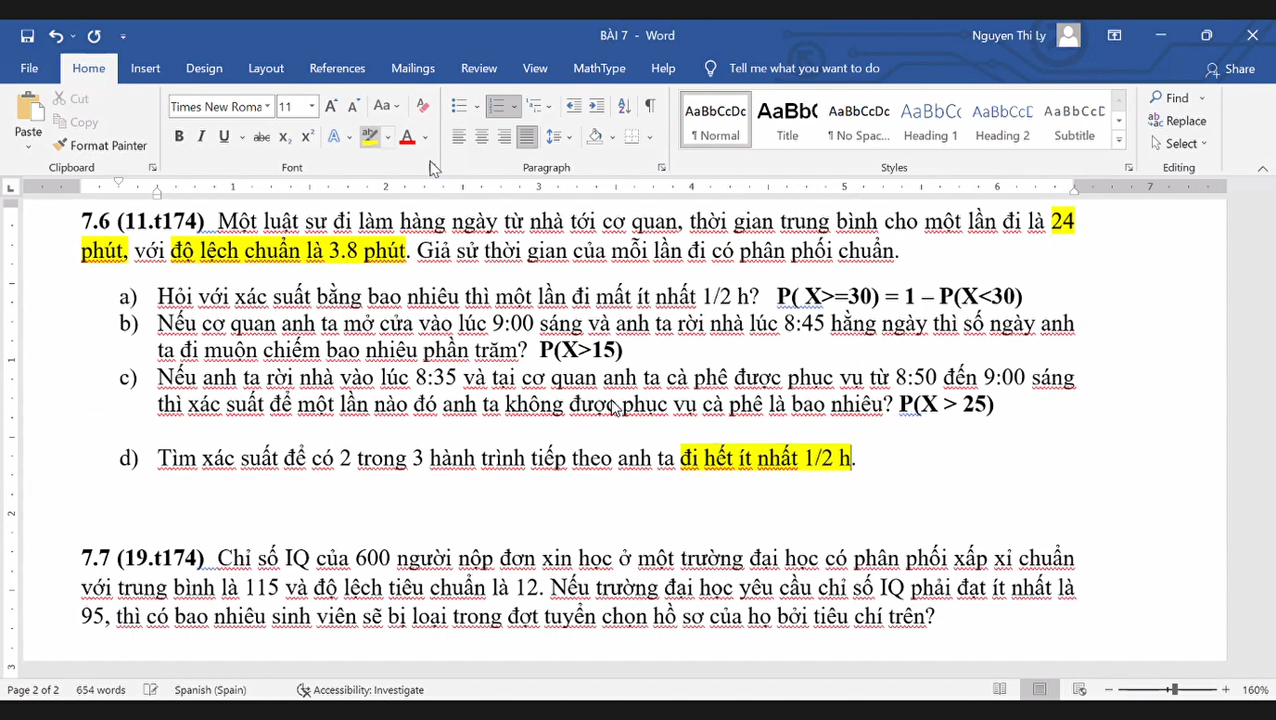 BÀI 7 - Word
Nguyen Thi Ly
File Home Insert Design Layout References Mailings Review View MathType Help Tell me what you want to do Share
Paste
Cut
Copy
Format Painter
Clipboard
Times New Roma 11
Font
Paragraph
AaBbCcDc AaBb( AaBbCcDc AaBbCcD AaBbCcDc AaBbCcD
¶ Normal Title ¶ No Spac... Heading 1 Heading 2 Subtitle
Styles
Find
Replace
Select
Editing
1 2 3 4 5 6 7
7.6 (11.t174) Một luật sư đi làm hàng ngày từ nhà tới cơ quan, thời gian trung bình cho một lần đi là 24
phút, với độ lệch chuẩn là 3.8 phút. Giả sử thời gian của mỗi lần đi có phân phối chuẩn.
a) Hỏi với xác suất bằng bao nhiêu thì một lần đi mất ít nhất 1/2 h? P( X>=30) = 1 – P(X<30)
b) Nếu cơ quan anh ta mở cửa vào lúc 9:00 sáng và anh ta rời nhà lúc 8:45 hằng ngày thì số ngày anh
ta đi muộn chiếm bao nhiêu phần trăm? P(X>15)
c) Nếu anh ta rời nhà vào lúc 8:35 và tại cơ quan anh ta cà phê được phục vụ từ 8:50 đến 9:00 sáng
thì xác suất để một lần nào đó anh ta không được phục vụ cà phê là bao nhiêu? P(X > 25)
d) Tìm xác suất để có 2 trong 3 hành trình tiếp theo anh ta đi hết ít nhất 1/2 h.
7.7 (19.t174) Chỉ số IQ của 600 người nộp đơn xin học ở một trường đại học có phân phối xấp xỉ chuẩn
với trung bình là 115 và độ lệch tiêu chuẩn là 12. Nếu trường đại học yêu cầu chỉ số IQ phải đạt ít nhất là
95, thì có bao nhiêu sinh viên sẽ bị loại trong đợt tuyển chọn hồ sơ của họ bởi tiêu chí trên?
Page 2 of 2 654 words Spanish (Spain) Accessibility: Investigate 160%